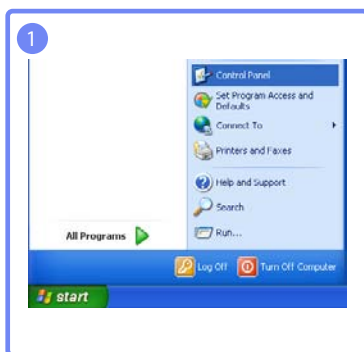 1
Control Panel
Set Program Access and
Defaults
Connect To
Printers and Faxes
Help and Support
Search
Run...
All Programs
Log Off
Turn Off Computer
start